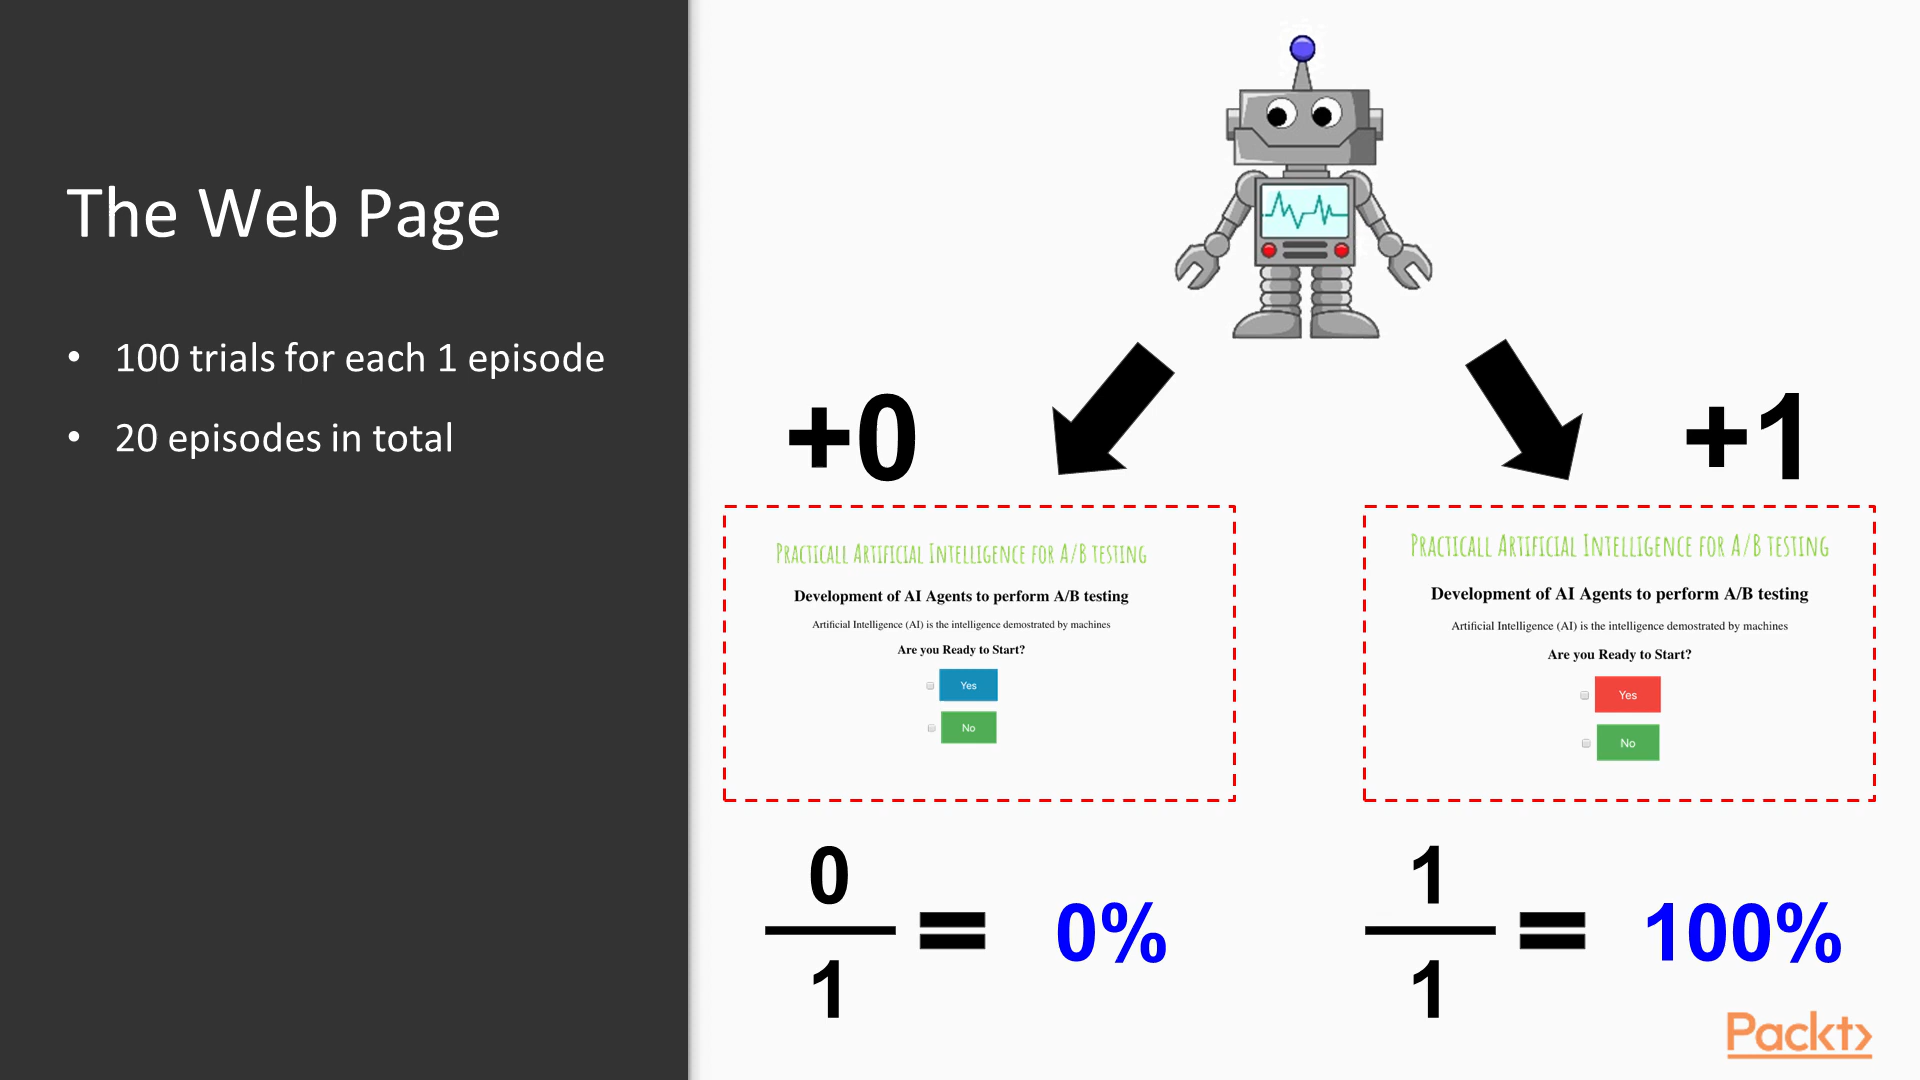 The Web Page
• 100 trials for each 1 episode
• 20 episodes in total
+0
+1
Practicall Artificial Intelligence for A/B testing
Development of AI Agents to perform A/B testing
Artificial Intelligence (AI) is the intelligence demostrated by machines
Are you Ready to Start?
Yes
No
Practicall Artificial Intelligence for A/B testing
Development of AI Agents to perform A/B testing
Artificial Intelligence (AI) is the intelligence demostrated by machines
Are you Ready to Start?
Yes
No
0
1
= 0%
1
1
= 100%
Packt>